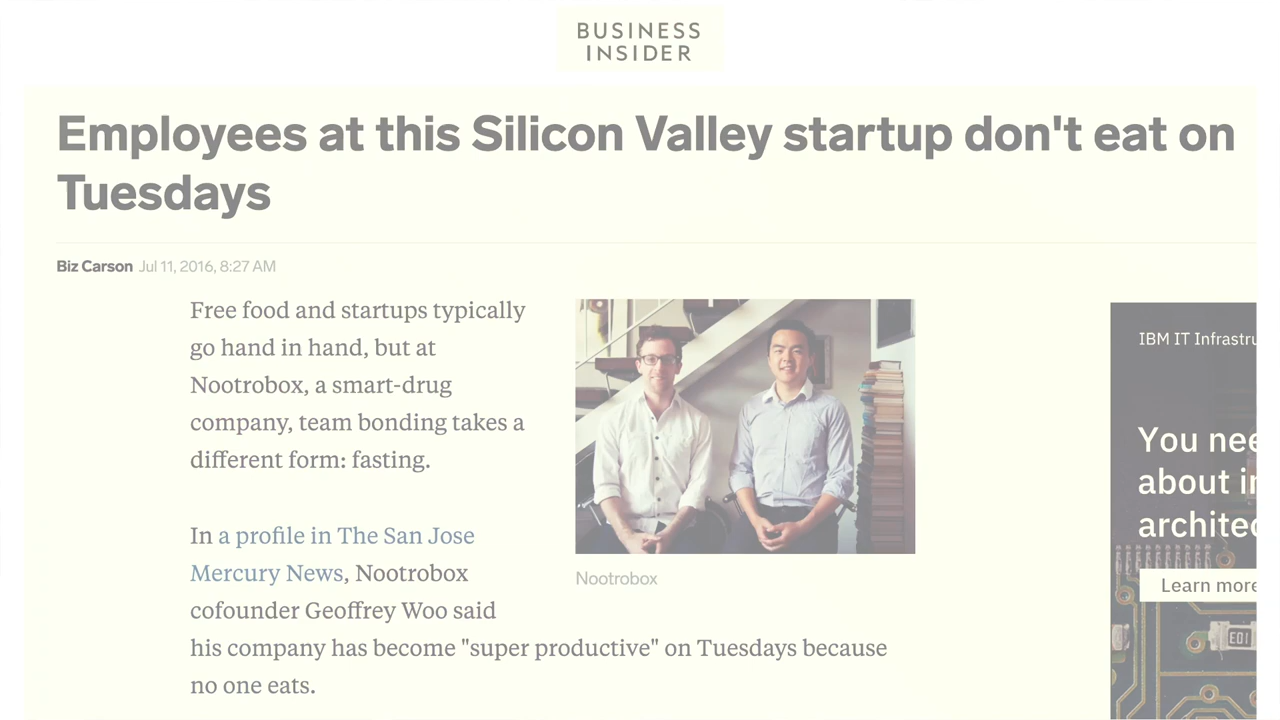 BUSINESS
INSIDER
Employees at this Silicon Valley startup don't eat on
Tuesdays
Biz Carson Jul 11, 2016, 8:27 AM
Free food and startups typically
go hand in hand, but at
Nootrobox, a smart-drug
company, team bonding takes a
different form: fasting.
In a profile in The San Jose
Mercury News, Nootrobox
cofounder Geoffrey Woo said
his company has become "super productive" on Tuesdays because
no one eats.
Nootrobox
IBM IT Infrastru
You nee
about in
architec
Learn more
E01